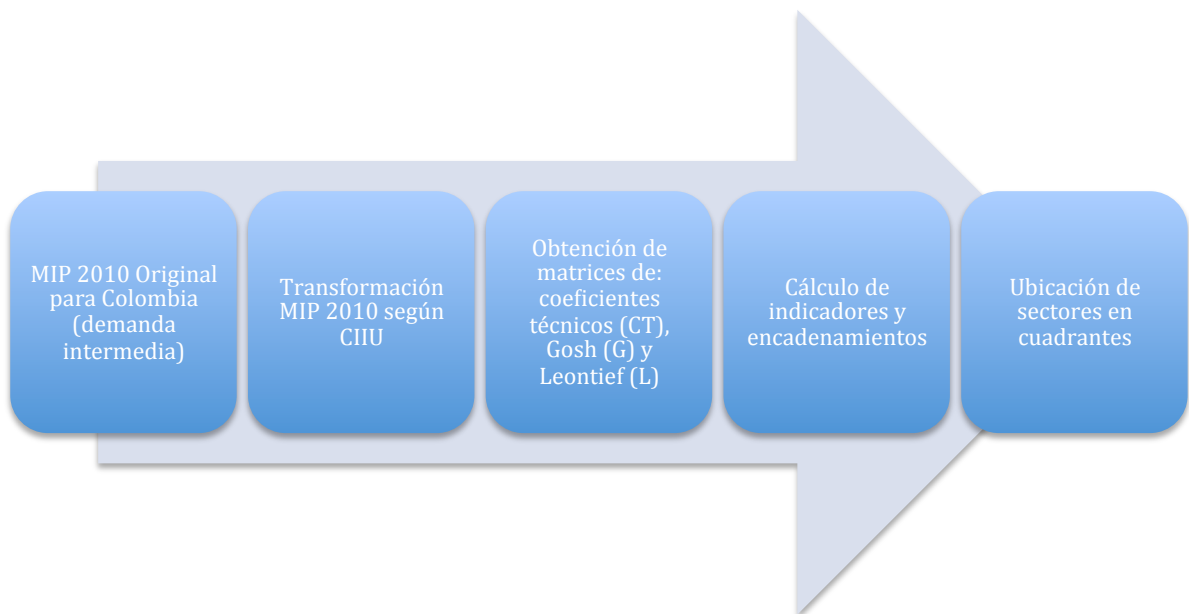 MIP 2010 Original
para Colombia
(demanda
intermedia)
Transformación
MIP 2010 según
CIIU
Obtención de
matrices de:
coeficientes
técnicos (CT),
Gosh (G) y
Leontief (L)
Cálculo de
indicadores y
encadenamientos
Ubicación de
sectores en
cuadrantes